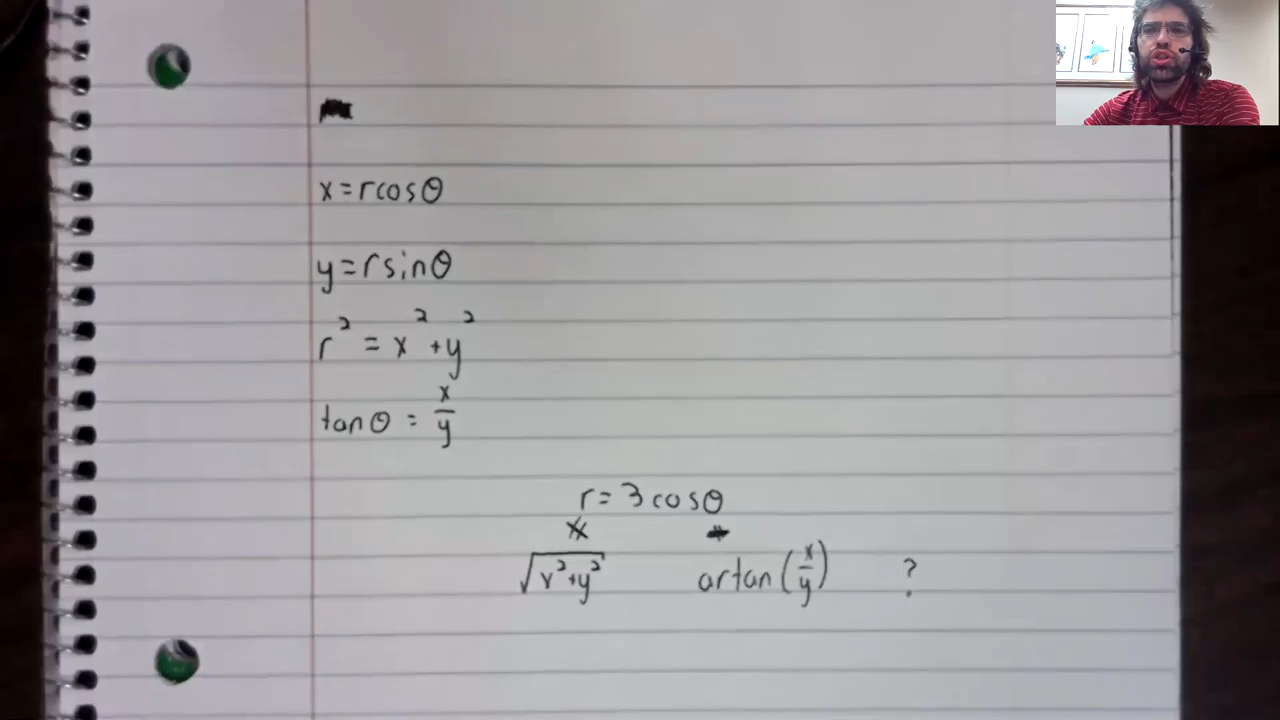 x = r cos θ
y = r sin θ
r² = x² + y²
tan θ = x/y
r = 3 cos θ
√(x² + y²) artan (x/y) ?